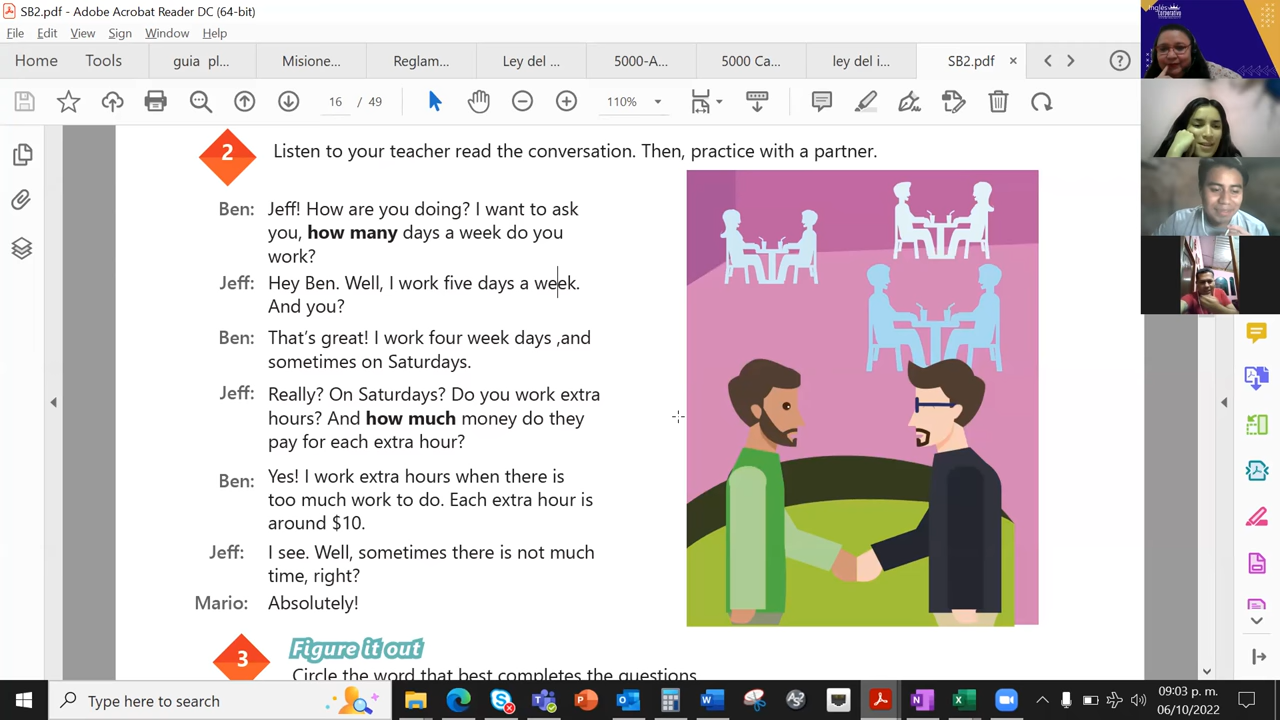 SB2.pdf - Adobe Acrobat Reader DC (64-bit)
File Edit View Sign Window Help
Home Tools guia pl... Misione... Reglam... Ley del ... 5000-A... 5000 Ca... ley del i... SB2.pdf ×
16 / 49 110%
2 Listen to your teacher read the conversation. Then, practice with a partner.
Ben: Jeff! How are you doing? I want to ask
you, how many days a week do you
work?
Jeff: Hey Ben. Well, I work five days a week.
And you?
Ben: That's great! I work four week days ,and
sometimes on Saturdays.
Jeff: Really? On Saturdays? Do you work extra
hours? And how much money do they
pay for each extra hour?
Ben: Yes! I work extra hours when there is
too much work to do. Each extra hour is
around $10.
Jeff: I see. Well, sometimes there is not much
time, right?
Mario: Absolutely!
3 Figure it out
Circle the word that best completes the questions
Inglés
Corporativo
Type here to search
09:03 p. m.
06/10/2022